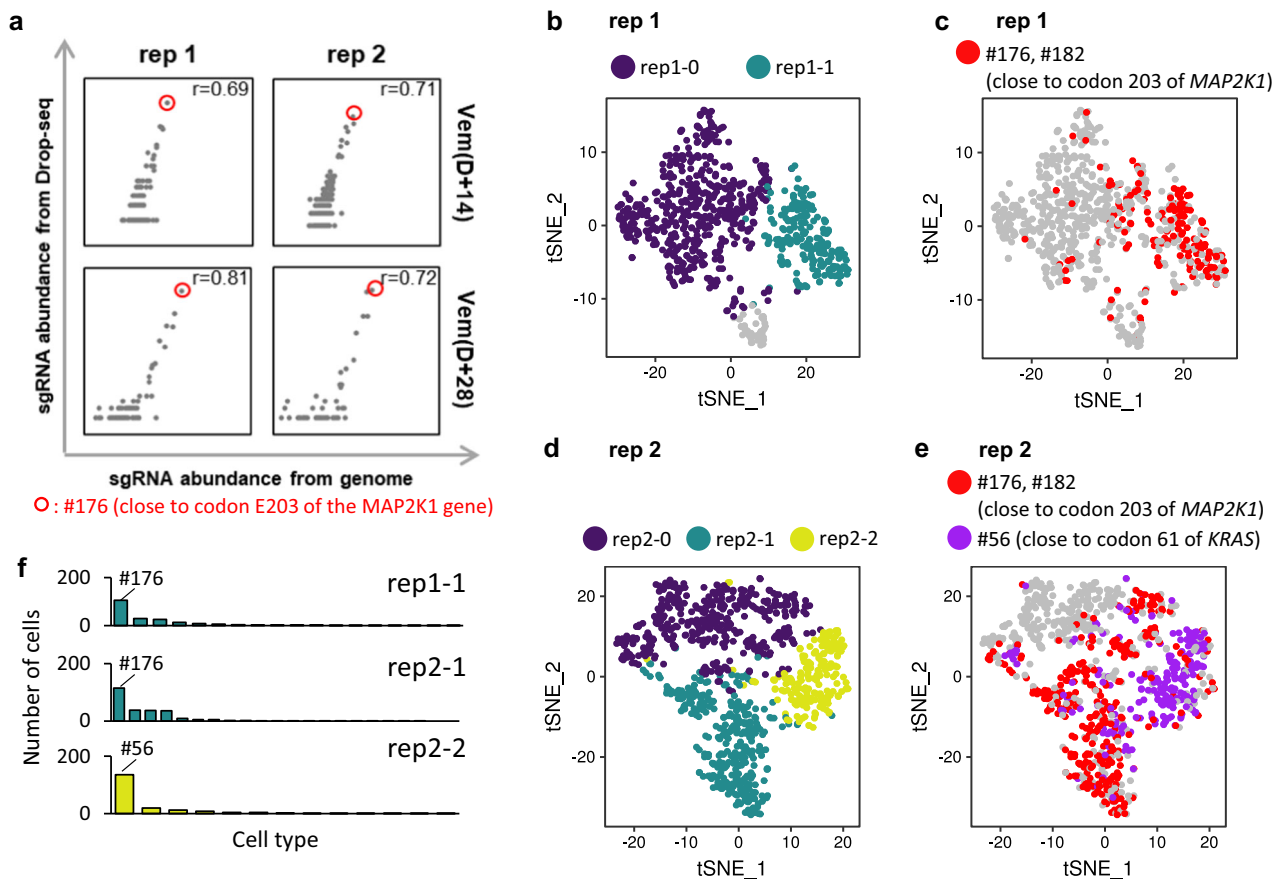 a
rep 1
rep 2
r=0.69
r=0.71
Vem(D+14)
r=0.81
r=0.72
Vem(D+28)
sgRNA abundance from Drop-seq
sgRNA abundance from genome
: #176 (close to codon E203 of the MAP2K1 gene)
b
rep 1
rep1-0
rep1-1
10
0
-10
-20
0
20
tSNE_1
tSNE_2
c
rep 1
#176, #182
(close to codon 203 of MAP2K1)
10
0
-10
-20
0
20
tSNE_1
tSNE_2
d
rep 2
rep2-0
rep2-1
rep2-2
20
0
-20
-20
-10
0
10
20
tSNE_1
tSNE_2
e
rep 2
#176, #182
(close to codon 203 of MAP2K1)
#56 (close to codon 61 of KRAS)
20
0
-20
-20
-10
0
10
20
tSNE_1
tSNE_2
f
Number of cells
200
0
#176
rep1-1
200
0
#176
rep2-1
200
0
#56
rep2-2
Cell type